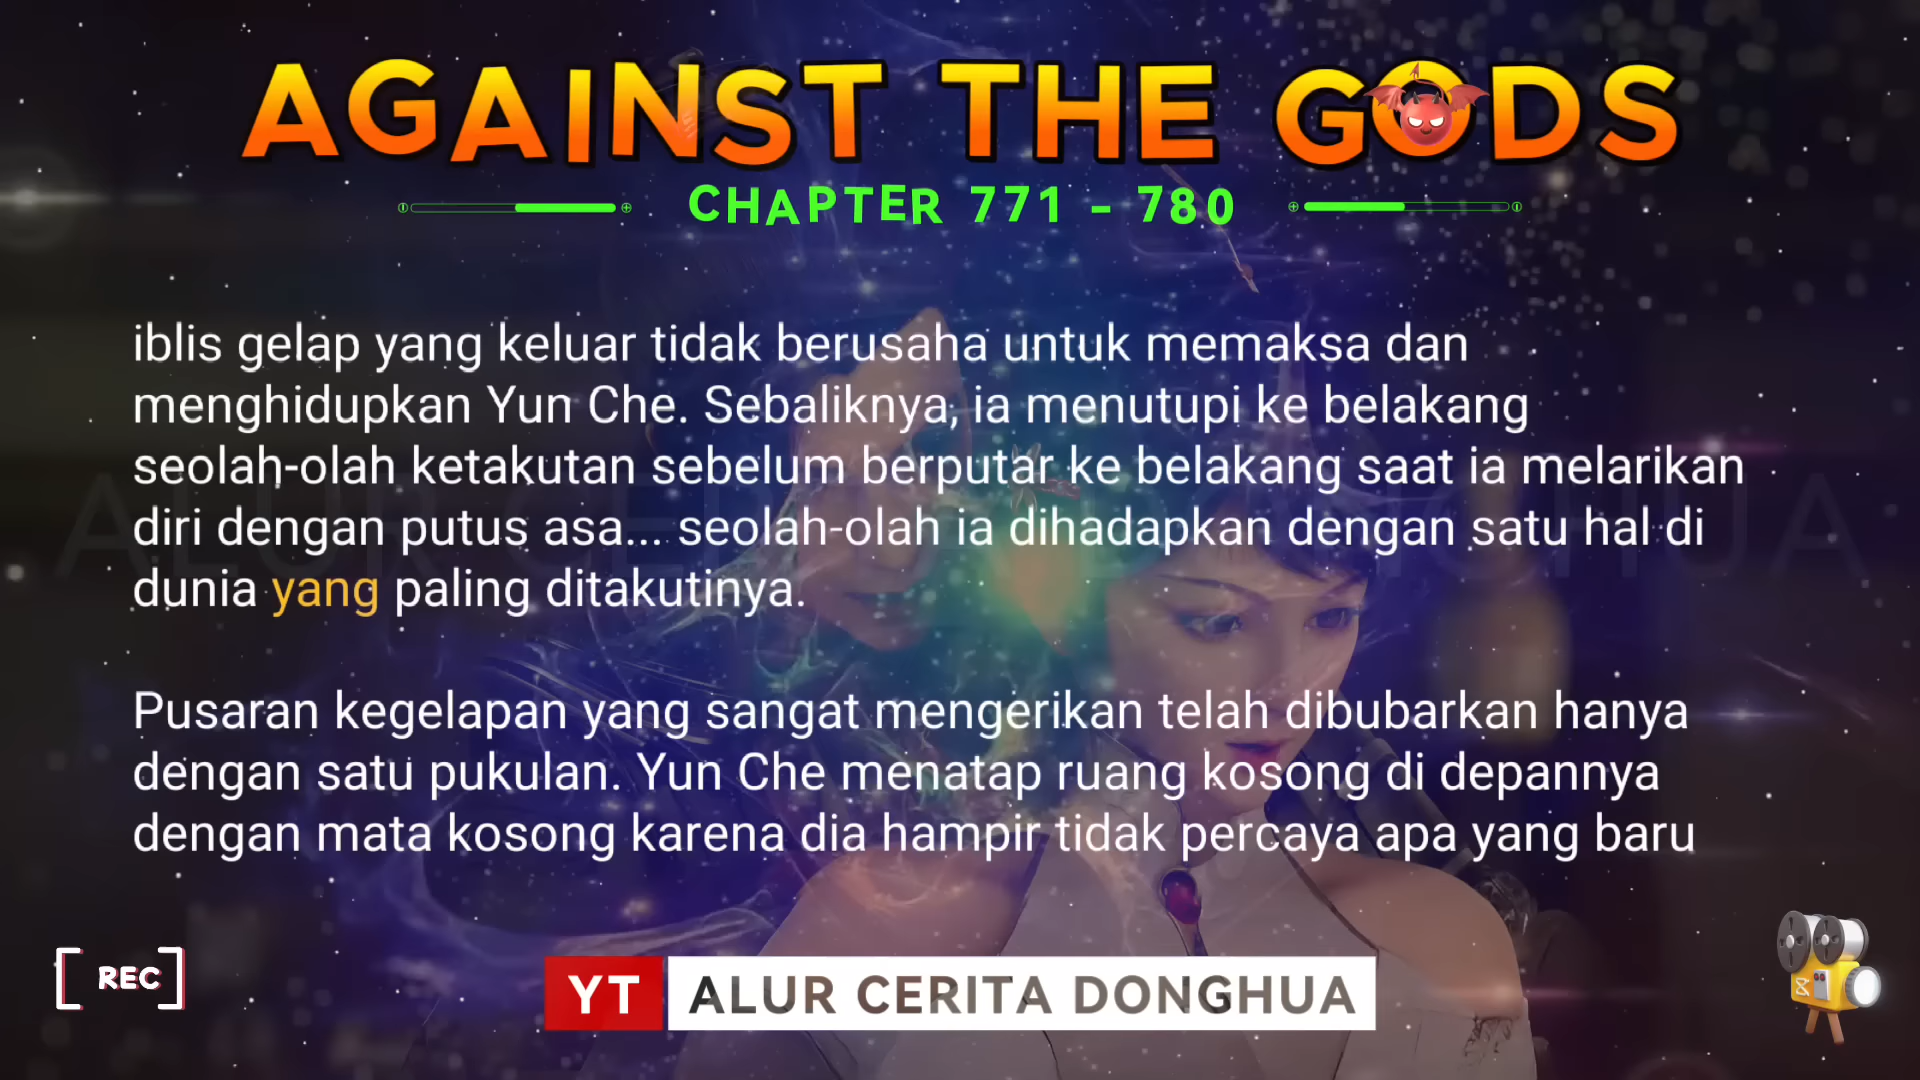 AGAINST THE GODS
CHAPTER 771 - 780
iblis gelap yang keluar tidak berusaha untuk memaksa dan
menghidupkan Yun Che. Sebaliknya, ia menutupi ke belakang
seolah-olah ketakutan sebelum berputar ke belakang saat ia melarikan
diri dengan putus asa... seolah-olah ia dihadapkan dengan satu hal di
dunia yang paling ditakutinya.
Pusaran kegelapan yang sangat mengerikan telah dibubarkan hanya
dengan satu pukulan. Yun Che menatap ruang kosong di depannya
dengan mata kosong karena dia hampir tidak percaya apa yang baru
REC
YT ALUR CERITA DONGHUA